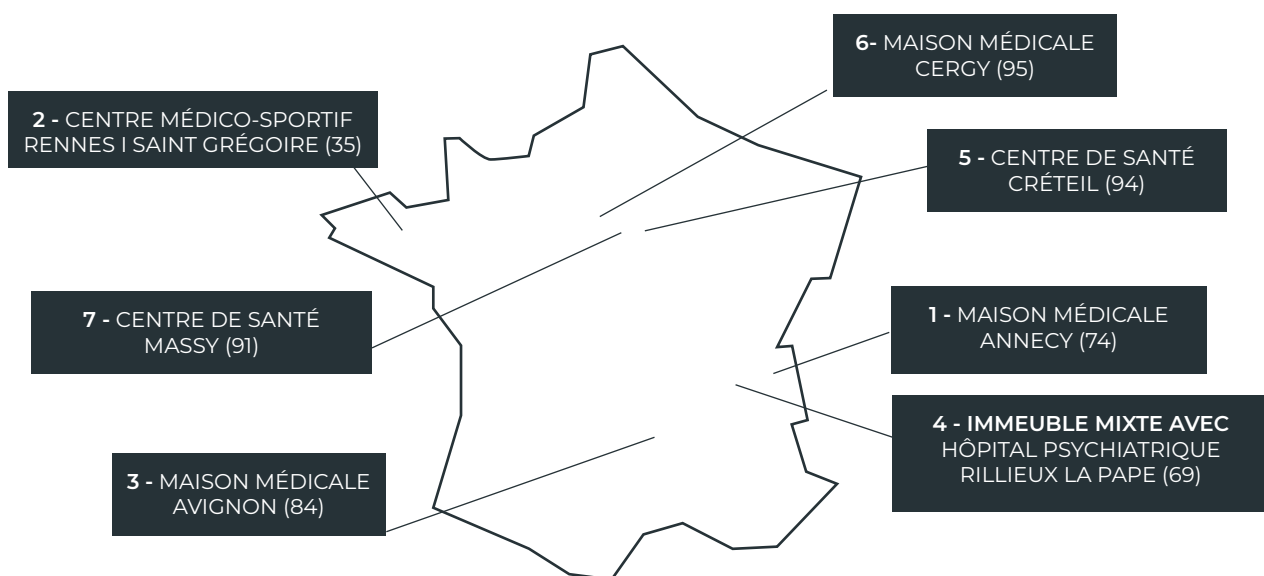 6- MAISON MÉDICALE
CERGY (95)
2 - CENTRE MÉDICO-SPORTIF
RENNES I SAINT GRÉGOIRE (35)
5 - CENTRE DE SANTÉ
CRÉTEIL (94)
7 - CENTRE DE SANTÉ
MASSY (91)
1 - MAISON MÉDICALE
ANNECY (74)
4 - IMMEUBLE MIXTE AVEC
HÔPITAL PSYCHIATRIQUE
RILLIEUX LA PAPE (69)
3 - MAISON MÉDICALE
AVIGNON (84)